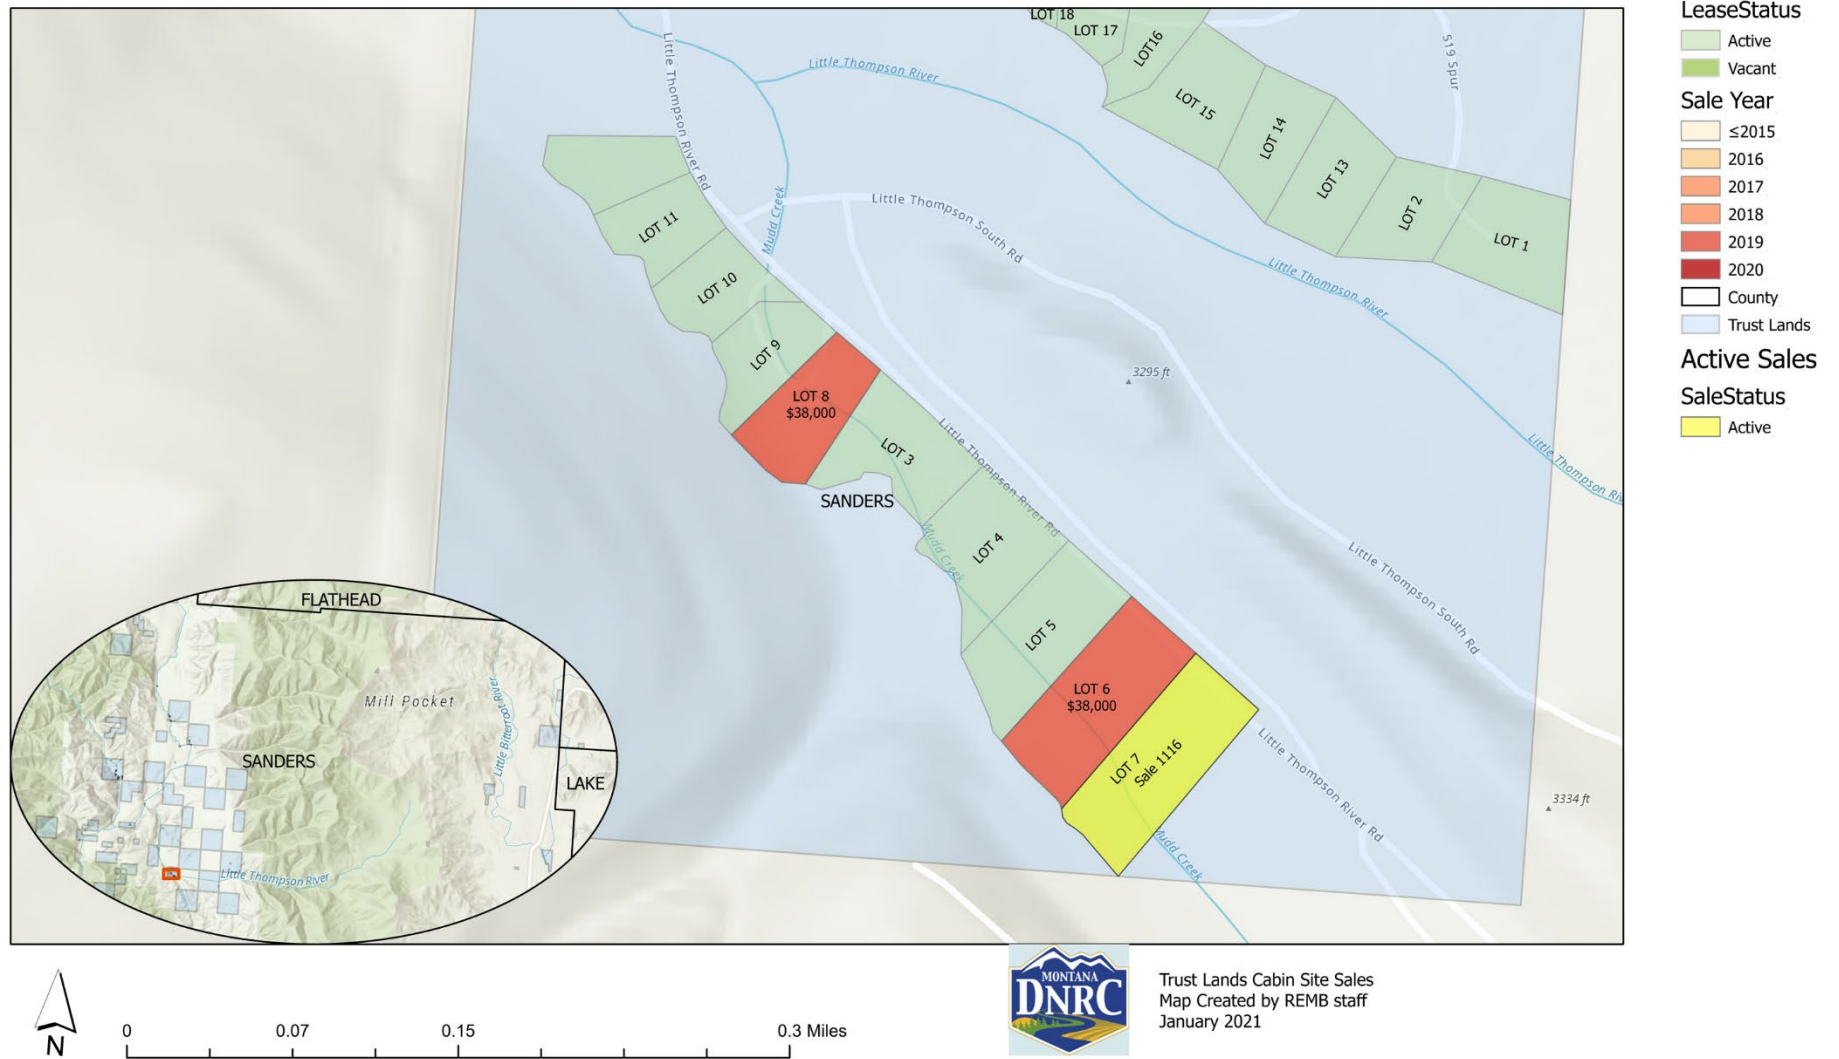 LOT 18
LOT 17
LOT16
LOT 15
LOT 14
LOT 13
LOT 2
LOT 1
519 Spur
Little Thompson River
Little Thompson River Rd
Mudd Creek
Little Thompson South Rd
Little Thompson River
LOT 11
LOT 10
LOT 9
LOT 8
$38,000
3295 ft
LOT 3
Little Thompson River Rd
SANDERS
Little Thompson Riv
LOT 4
Mudd Creek
Little Thompson South Rd
LOT 5
LOT 6
$38,000
LOT 7
Sale 1116
Little Thompson River Rd
3334 ft
Mudd Creek
FLATHEAD
Mill Pocket
Little Bitterroot River
SANDERS
LAKE
Little Thompson River
LeaseStatus
Active
Vacant
Sale Year
≤2015
2016
2017
2018
2019
2020
County
Trust Lands
Active Sales
SaleStatus
Active
N
0
0.07
0.15
0.3 Miles
MONTANA
DNRC
Trust Lands Cabin Site Sales
Map Created by REMB staff
January 2021